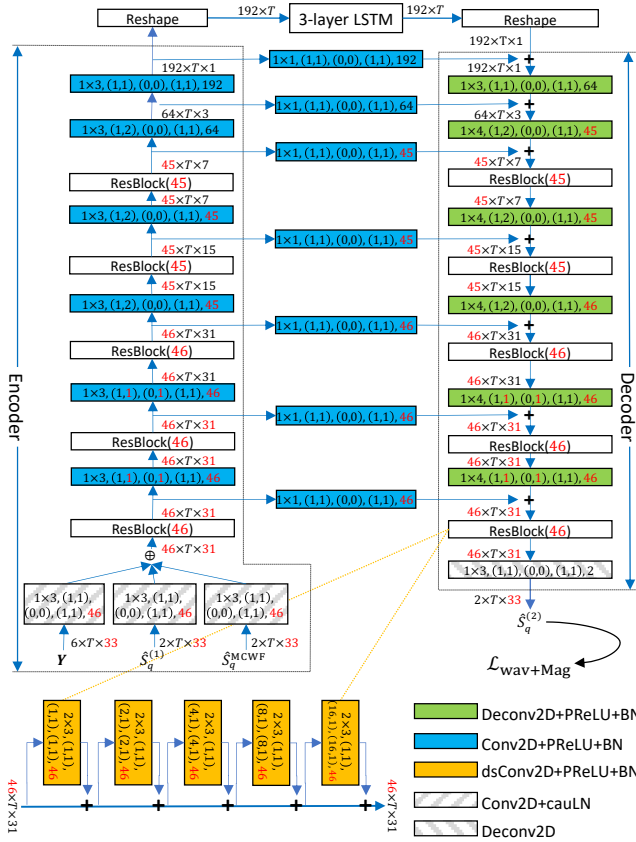 Reshape
192×T
3-layer LSTM
192×T
Reshape
192×T×1
192×T×1
1×1, (1,1), (0,0), (1,1), 192
+
192×T×1
1×3, (1,1), (0,0), (1,1), 192
1×3, (1,1), (0,0), (1,1), 64
64×T×3
1×1, (1,1), (0,0), (1,1), 64
+
64×T×3
1×3, (1,2), (0,0), (1,1), 64
1×4, (1,2), (0,0), (1,1), 45
45×T×7
1×1, (1,1), (0,0), (1,1), 45
+
45×T×7
ResBlock(45)
ResBlock(45)
45×T×7
45×T×7
1×3, (1,2), (0,0), (1,1), 45
1×4, (1,2), (0,0), (1,1), 45
45×T×15
1×1, (1,1), (0,0), (1,1), 45
+
45×T×15
ResBlock(45)
ResBlock(45)
45×T×15
45×T×15
1×3, (1,2), (0,0), (1,1), 45
1×4, (1,2), (0,0), (1,1), 46
46×T×31
1×1, (1,1), (0,0), (1,1), 46
+
46×T×31
ResBlock(46)
ResBlock(46)
46×T×31
46×T×31
1×3, (1,1), (0,1), (1,1), 46
1×4, (1,1), (0,1), (1,1), 46
46×T×31
1×1, (1,1), (0,0), (1,1), 46
+
46×T×31
ResBlock(46)
ResBlock(46)
46×T×31
46×T×31
1×3, (1,1), (0,1), (1,1), 46
1×4, (1,1), (0,1), (1,1), 46
46×T×31
1×1, (1,1), (0,0), (1,1), 46
+
46×T×31
ResBlock(46)
ResBlock(46)
46×T×31
46×T×31
⊕
1×3, (1,1), (0,0), (1,1), 2
Encoder
Decoder
1×3, (1,1),
(0,0), (1,1), 46
1×3, (1,1),
(0,0), (1,1), 46
1×3, (1,1),
(0,0), (1,1), 46
2×T×33
6×T×33
2×T×33
2×T×33
Y
Ŝq(1)
ŜqMCWF
Ŝq(2)
ℒwav+Mag
2×3, (1,1),
(1,1), (1,1), 46
2×3, (1,1),
(2,1), (2,1), 46
2×3, (1,1),
(4,1), (4,1), 46
2×3, (1,1),
(8,1), (8,1), 46
2×3, (1,1),
(16,1), (16,1), 46
46×T×31
+
+
+
+
+
46×T×31
Deconv2D+PReLU+BN
Conv2D+PReLU+BN
dsConv2D+PReLU+BN
Conv2D+cauLN
Deconv2D